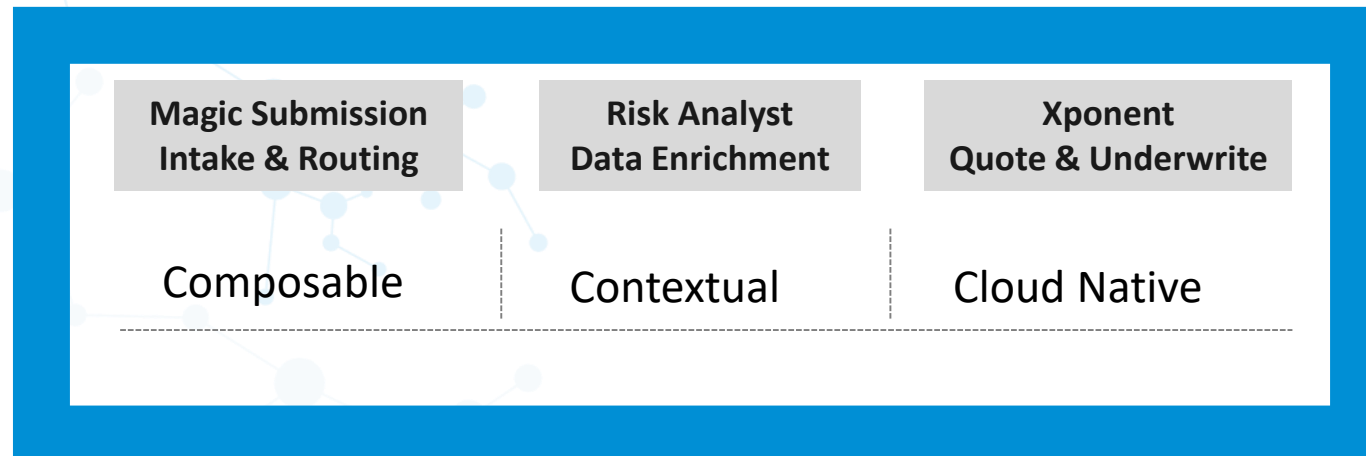 Magic Submission
Intake & Routing
Risk Analyst
Data Enrichment
Xponent
Quote & Underwrite
Composable
Contextual
Cloud Native